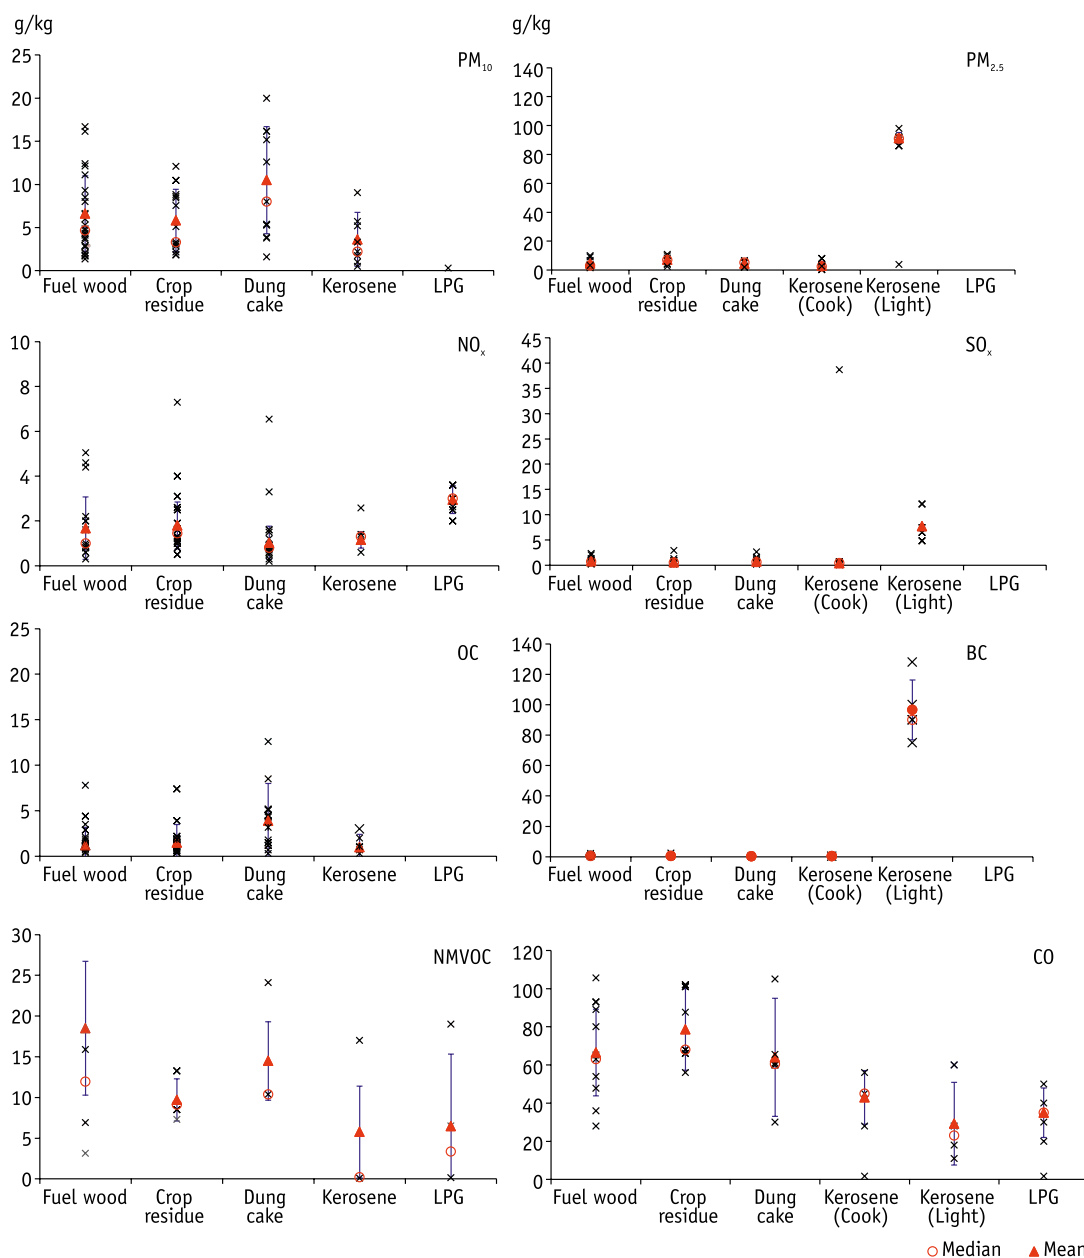 g/kg
25
20
15
10
5
0
PM10
Fuel wood
Crop
residue
Dung
cake
Kerosene
LPG
g/kg
140
120
100
80
60
40
20
0
PM2.5
Fuel wood
Crop
residue
Dung
cake
Kerosene
(Cook)
Kerosene
(Light)
LPG
10
8
6
4
2
0
NOx
Fuel wood
Crop
residue
Dung
cake
Kerosene
LPG
45
40
35
30
25
20
15
10
5
0
SOx
Fuel wood
Crop
residue
Dung
cake
Kerosene
(Cook)
Kerosene
(Light)
LPG
25
20
15
10
5
0
OC
Fuel wood
Crop
residue
Dung
cake
Kerosene
LPG
140
120
100
80
60
40
20
0
BC
Fuel wood
Crop
residue
Dung
cake
Kerosene
(Cook)
Kerosene
(Light)
LPG
30
25
20
15
10
5
0
NMVOC
Fuel wood
Crop
residue
Dung
cake
Kerosene
LPG
120
100
80
60
40
20
0
CO
Fuel wood
Crop
residue
Dung
cake
Kerosene
(Cook)
Kerosene
(Light)
LPG
Median
Mean